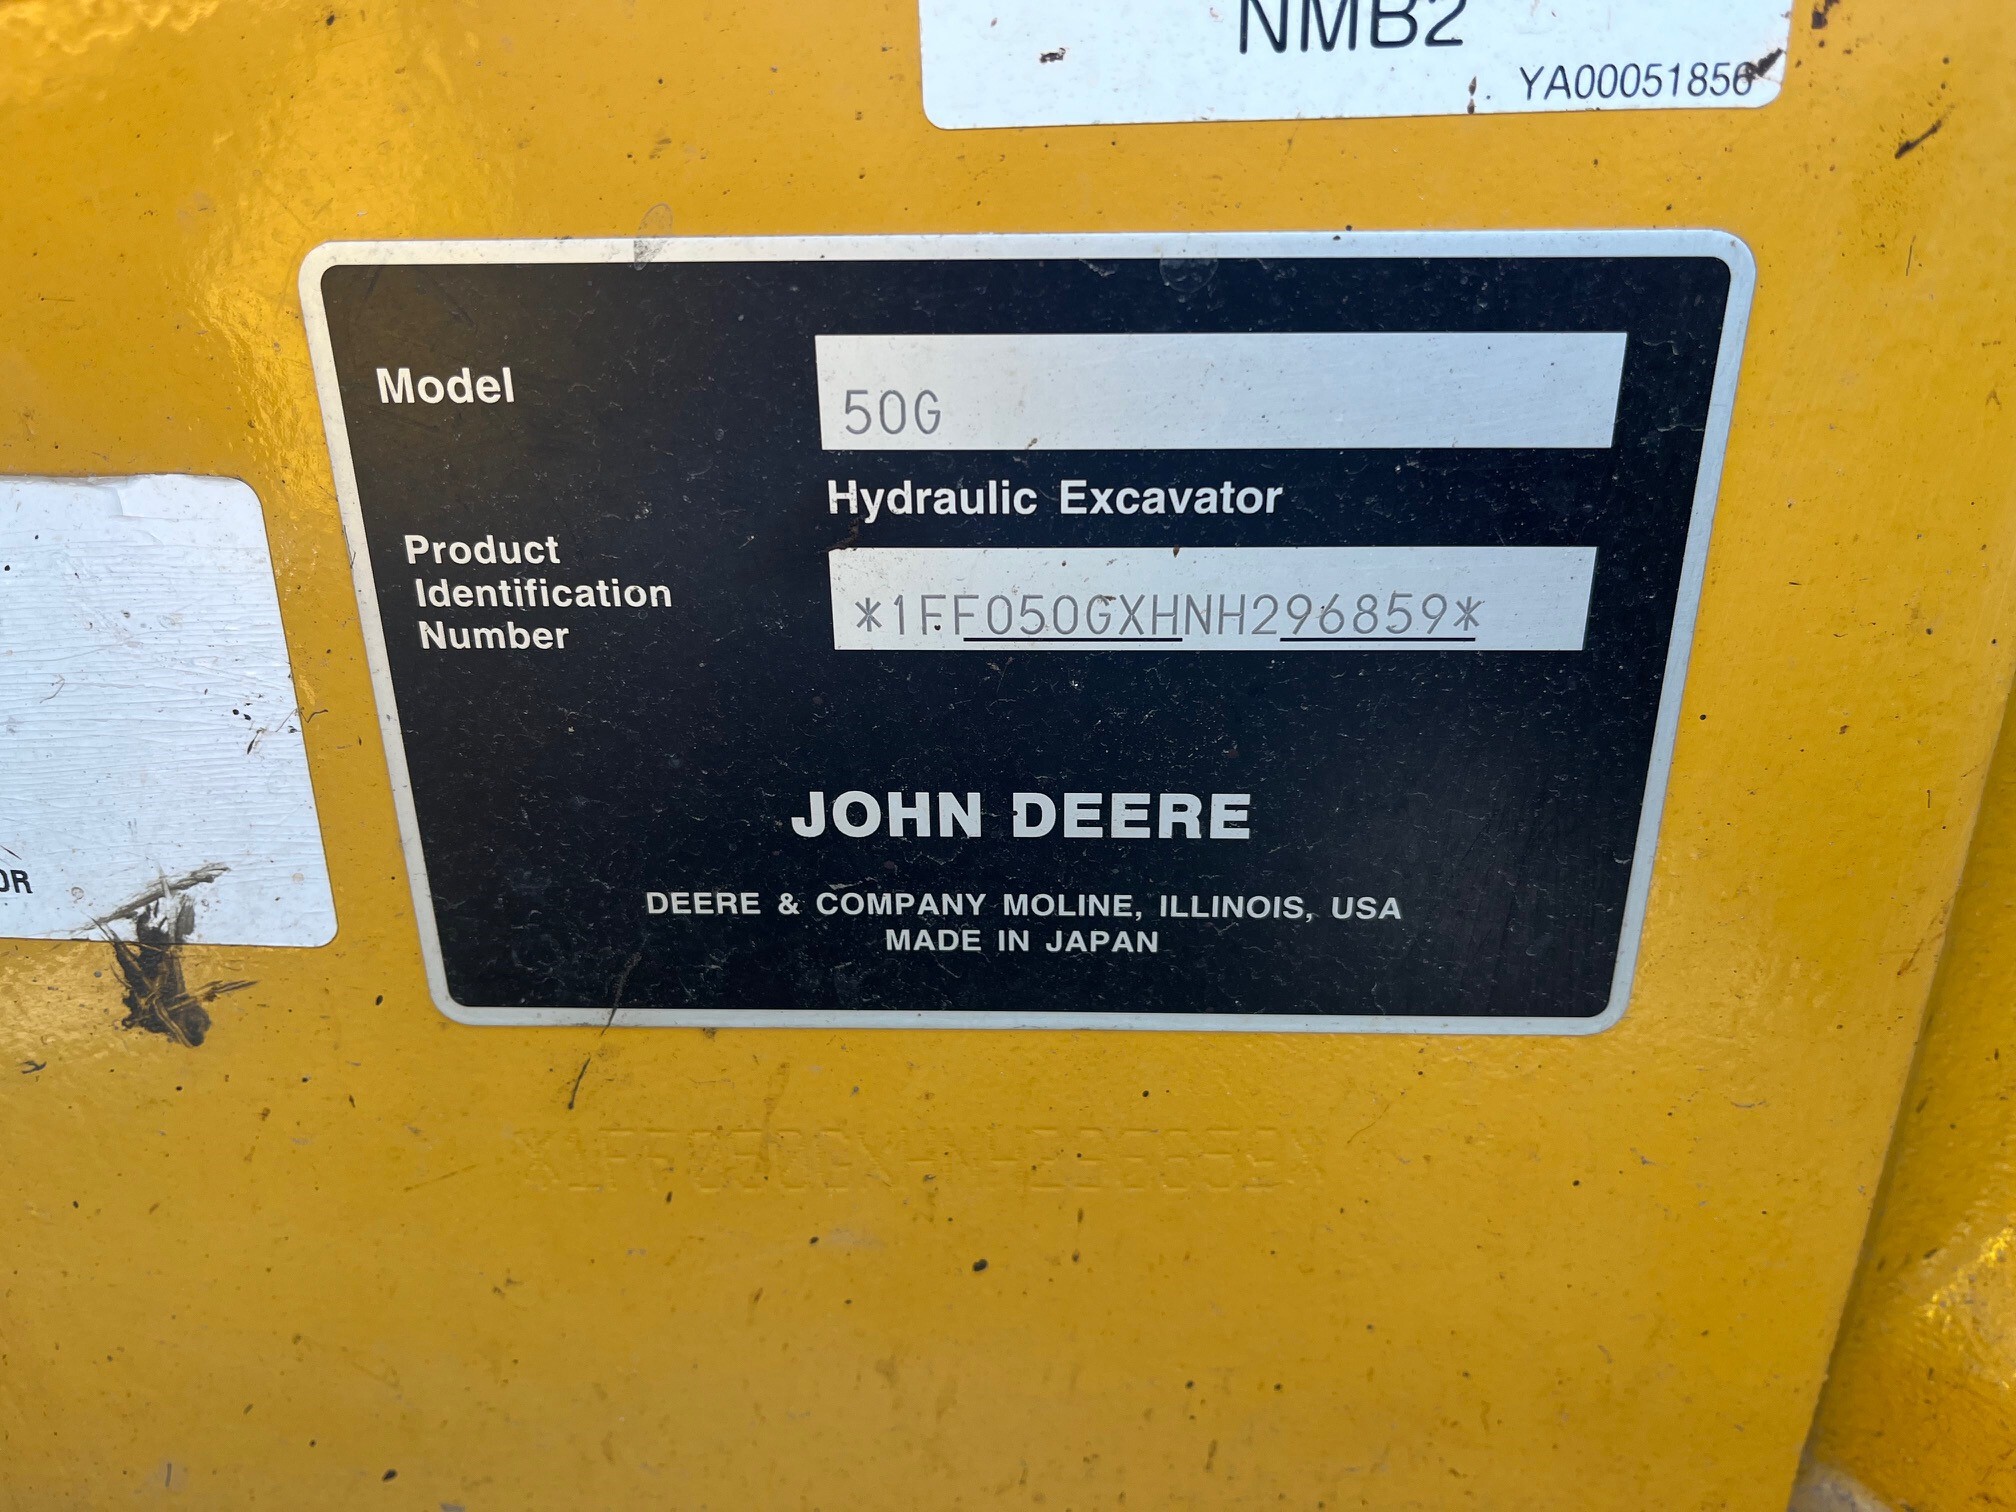 NMB2
YA00051856
Model
50G
Hydraulic Excavator
Product
Identification
Number
*1FF050GXHNH296859*
JOHN DEERE
DEERE & COMPANY MOLINE, ILLINOIS, USA
MADE IN JAPAN
OR